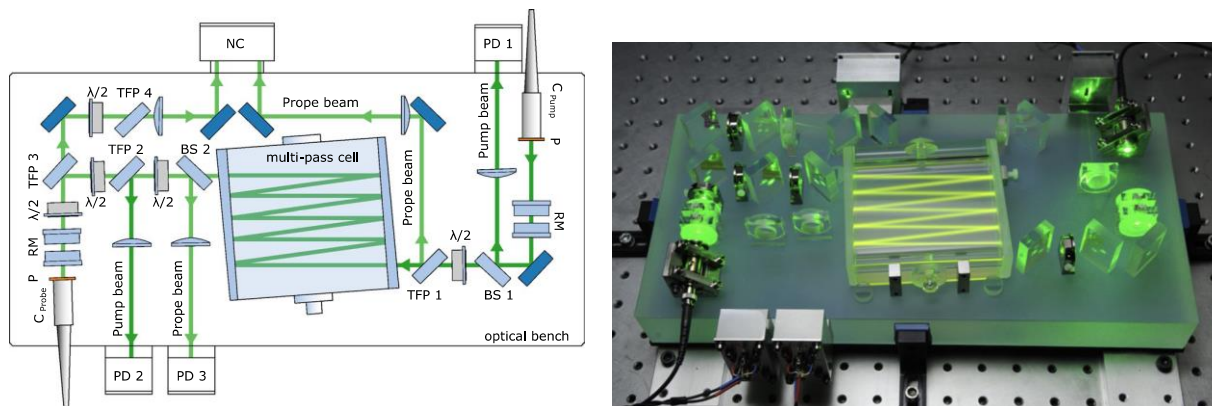 NC
PD 1
λ/2
TFP 4
Prope beam
Pump beam
C Pump
P
TFP 3
TFP 2
BS 2
multi-pass cell
λ/2
λ/2
λ/2
RM
Prope beam
λ/2
RM
P
TFP 1
BS 1
C Probe
Pump beam
Prope beam
optical bench
PD 2
PD 3